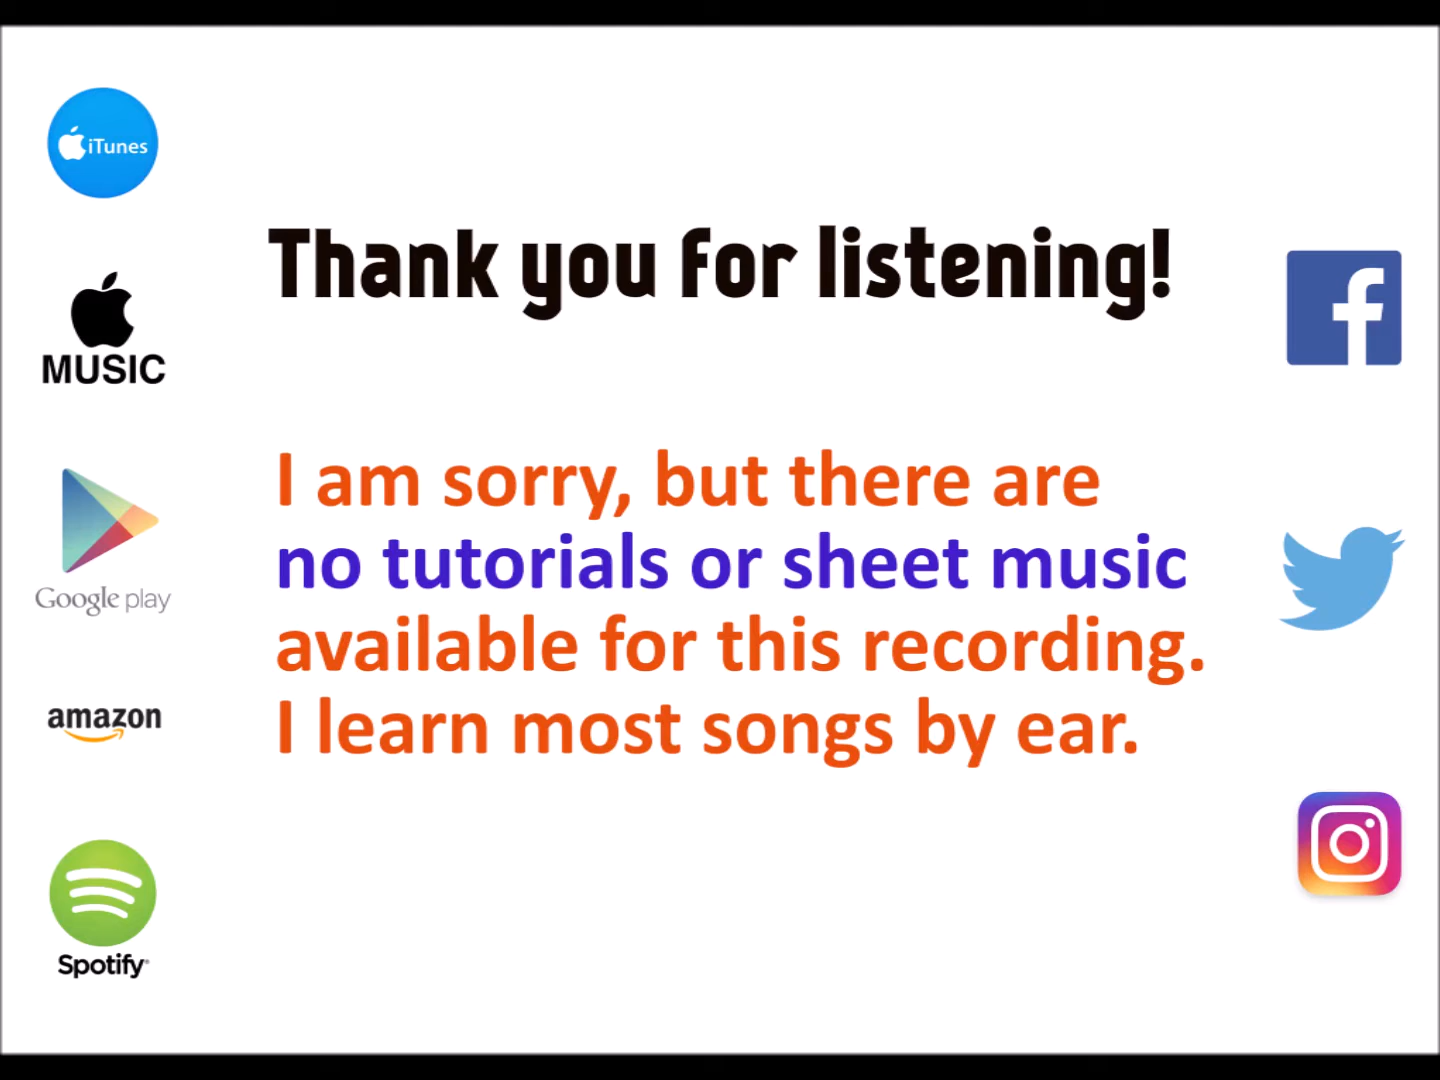 iTunes
Thank you for listening!
MUSIC
I am sorry, but there are
no tutorials or sheet music
available for this recording.
I learn most songs by ear.
Google play
amazon
Spotify